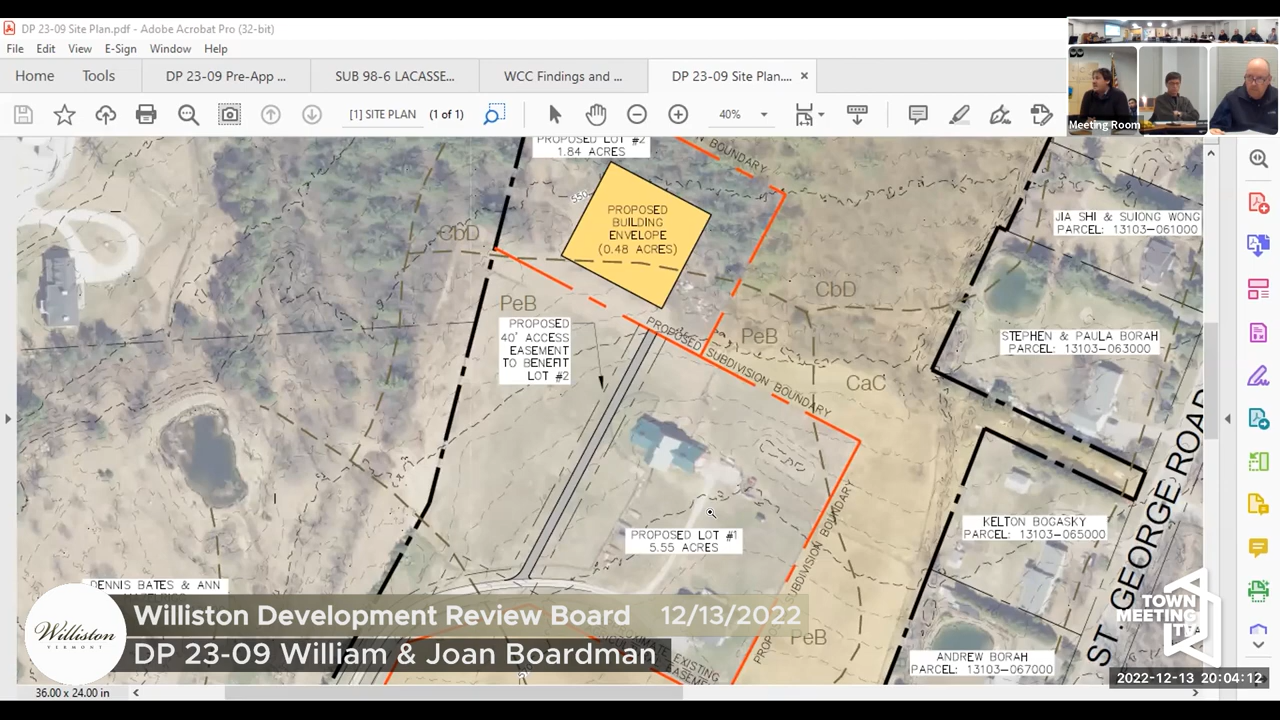 DP 23-09 Site Plan.pdf - Adobe Acrobat Pro (32-bit)
File Edit View E-Sign Window Help
Home Tools DP 23-09 Pre-App ... SUB 98-6 LACASSE... WCC Findings and ... DP 23-09 Site Plan.... ×
[1] SITE PLAN (1 of 1) 40%
Meeting Room
PROPOSED LOT #2
1.84 ACRES
N BOUNDARY
550
PROPOSED
BUILDING
ENVELOPE
(0.48 ACRES)
CbD
JIA SHI & SUIONG WONG
PARCEL: 13103-061000
CbD
PeB
PROPOSED
40' ACCESS
EASEMENT
TO BENEFIT
LOT #2
PROPOSED SUBDIVISION BOUNDARY
PeB
STEPHEN & PAULA BORAH
PARCEL: 13103-063000
CaC
PROPOSED LOT #1
5.55 ACRES
SUBDIVISION BOUNDARY
KELTON BOGASKY
PARCEL: 13103-065000
ST. GEORGE ROAD
DENNIS BATES & ANN
PeB
ANDREW BORAH
PARCEL: 13103-067000
Williston
VERMONT
Williston Development Review Board 12/13/2022
DP 23-09 William & Joan Boardman
TOWN
MEETING
TV
2022-12-13 20:04:12
36.00 x 24.00 in